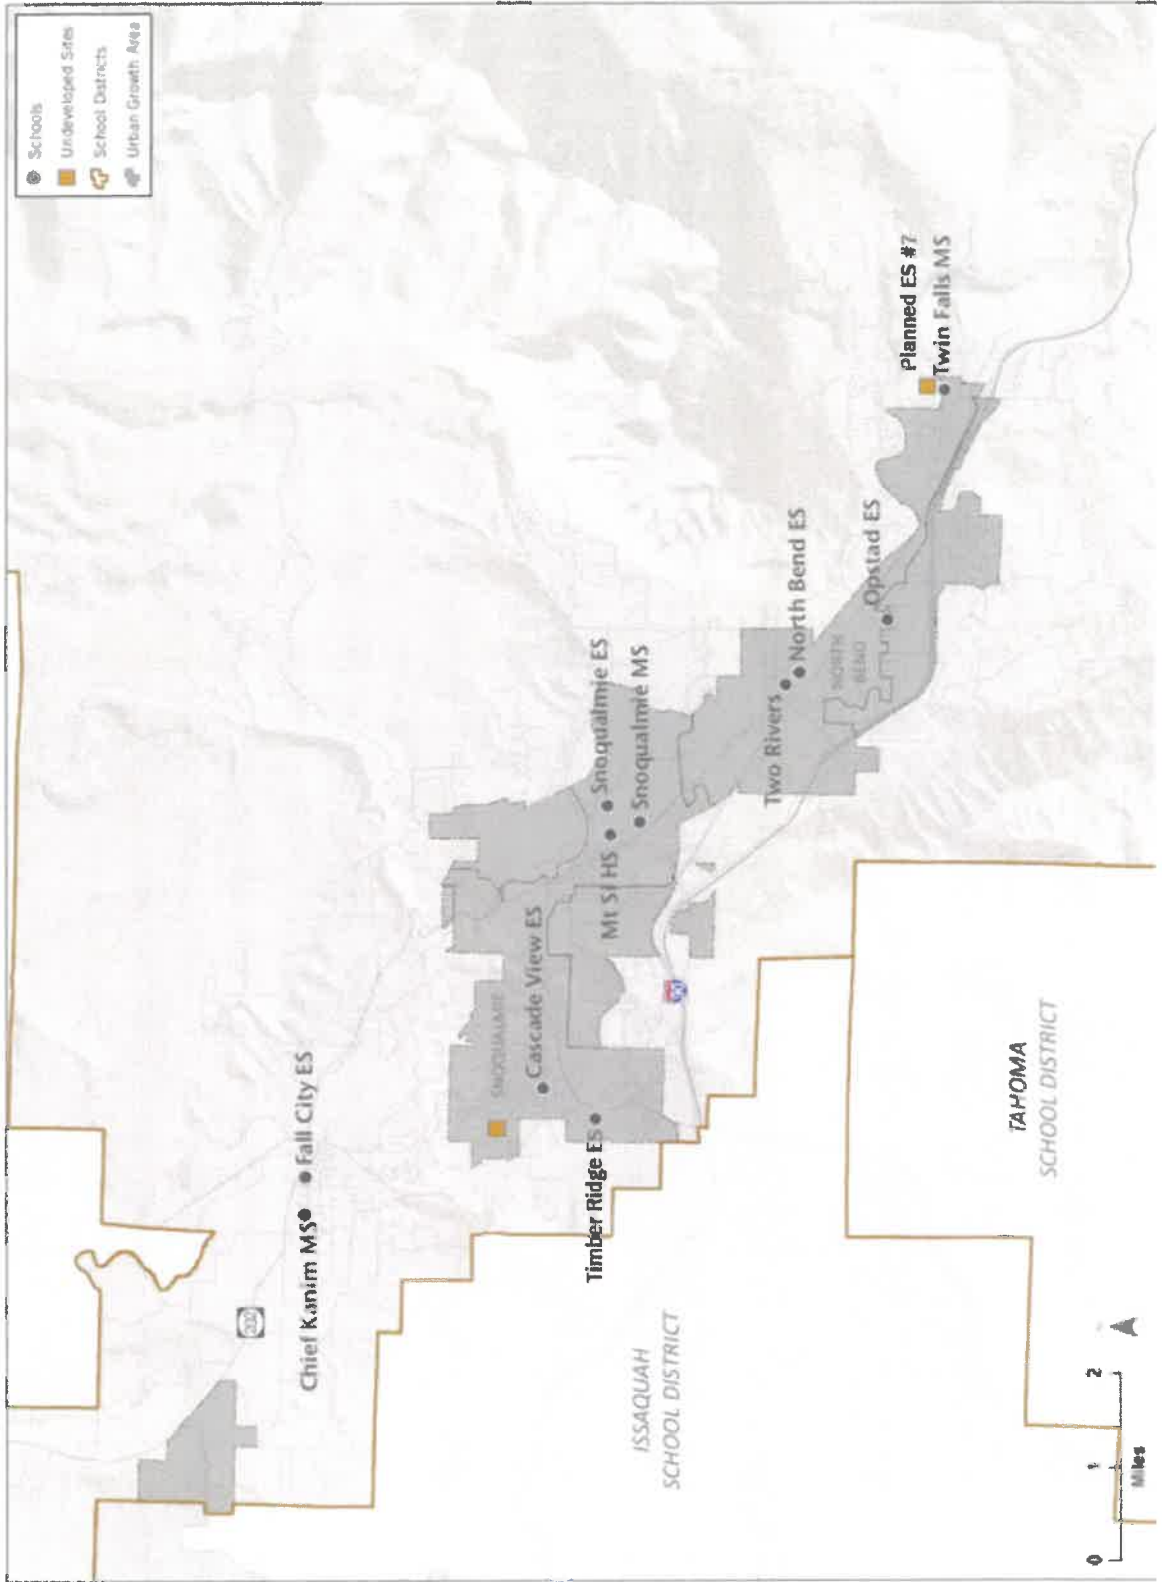 Schools
Undeveloped Sites
School Districts
Urban Growth Area
202
Chief Kanim MS
Fall City ES
SNOQUALMIE
Cascade View ES
Timber Ridge ES
Mt Si HS
Snoqualmie ES
Snoqualmie MS
90
Two Rivers
North Bend ES
NORTH
BEND
Opstad ES
Planned ES #7
Twin Falls MS
ISSAQUAH
SCHOOL DISTRICT
TAHOMA
SCHOOL DISTRICT
0 1 2
Miles